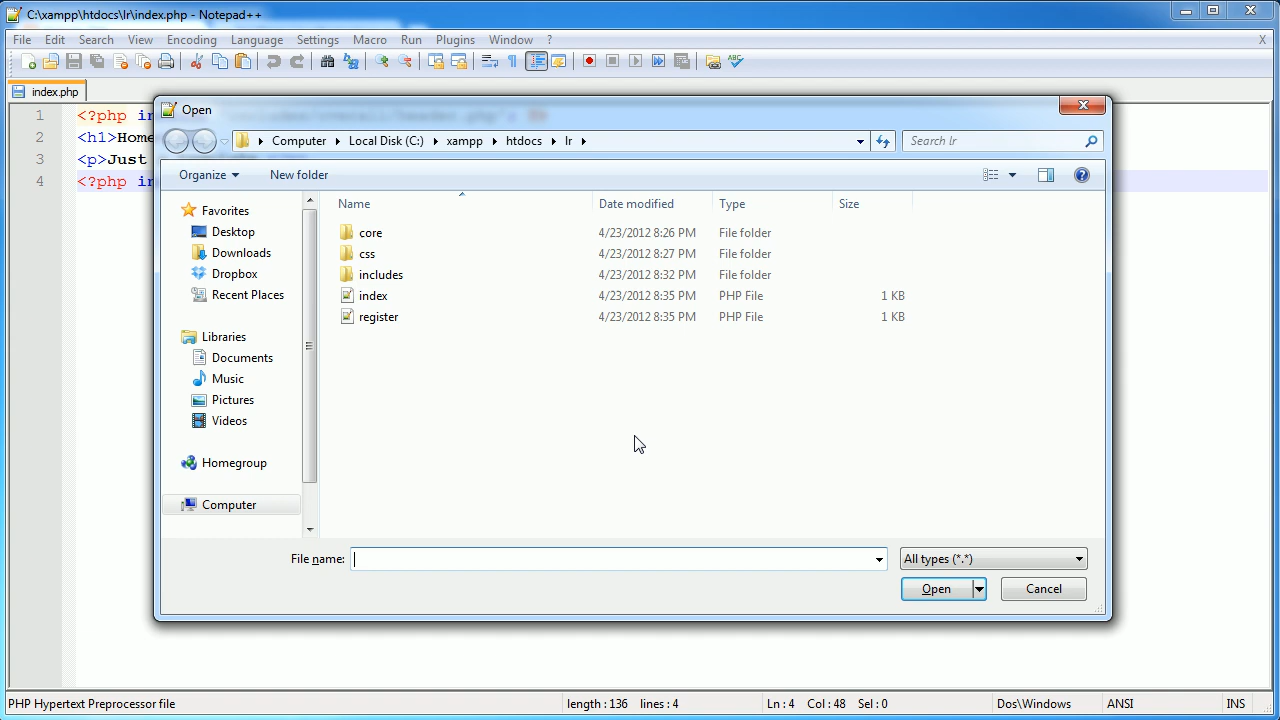 C:\xampp\htdocs\lr\index.php - Notepad++
File Edit Search View Encoding Language Settings Macro Run Plugins Window ? X
index.php
Open
Computer Local Disk (C:) xampp htdocs lr
Search lr
Organize New folder
Name Date modified Type Size
Favorites
Desktop
Downloads
Dropbox
Recent Places
Libraries
Documents
Music
Pictures
Videos
Homegroup
Computer
core 4/23/2012 8:26 PM File folder
css 4/23/2012 8:27 PM File folder
includes 4/23/2012 8:32 PM File folder
index 4/23/2012 8:35 PM PHP File 1 KB
register 4/23/2012 8:35 PM PHP File 1 KB
File name: All types (*.*)
Open Cancel
1 <?php in
2 <h1>Home
3 <p>Just
4 <?php in
PHP Hypertext Preprocessor file length : 136 lines : 4 Ln : 4 Col : 48 Sel : 0 Dos\Windows ANSI INS